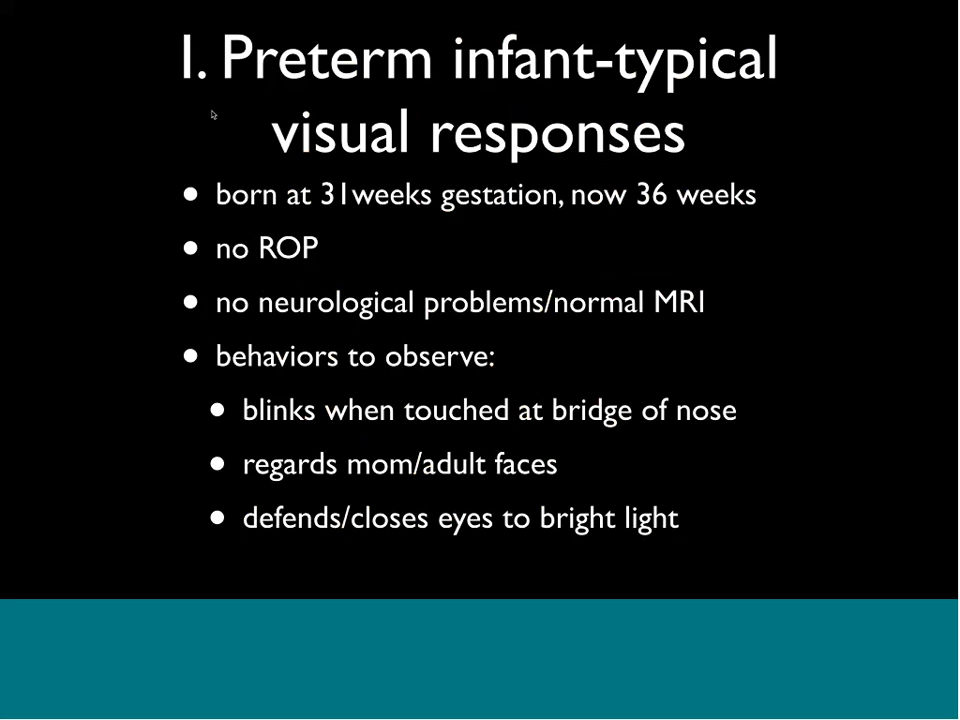 I. Preterm infant-typical
visual responses
• born at 31weeks gestation, now 36 weeks
• no ROP
• no neurological problems/normal MRI
• behaviors to observe:
• blinks when touched at bridge of nose
• regards mom/adult faces
• defends/closes eyes to bright light